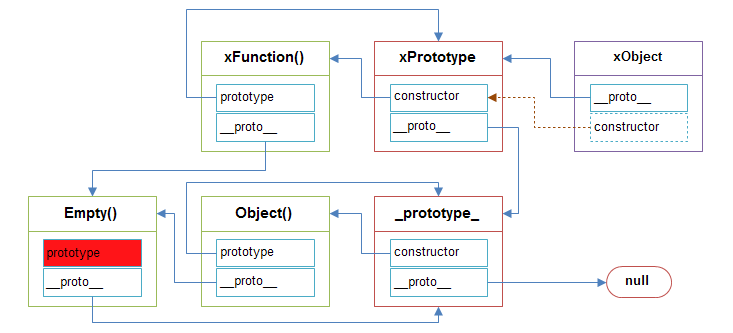 xFunction()
prototype
__proto__
xPrototype
constructor
__proto__
xObject
__proto__
constructor
Empty()
prototype
__proto__
Object()
prototype
__proto__
_prototype_
constructor
__proto__
null